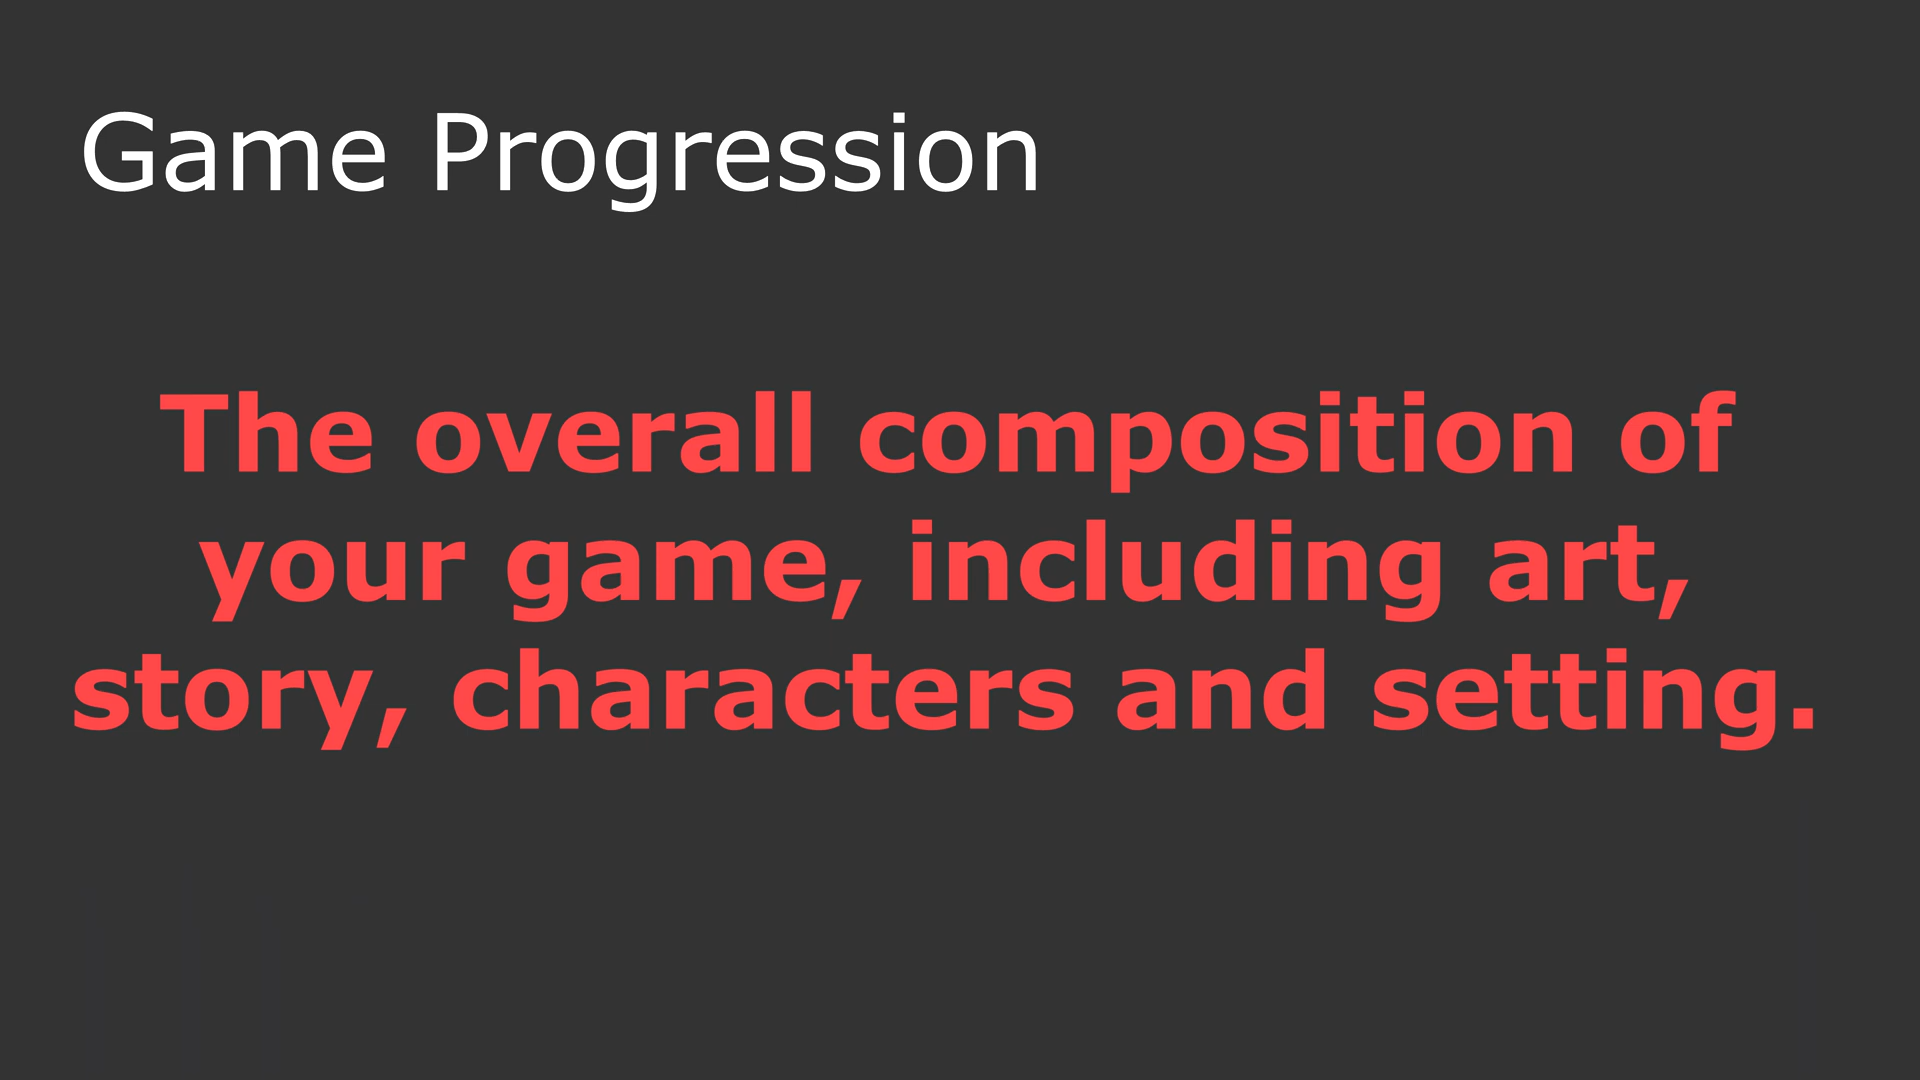 Game Progression
The overall composition of
your game, including art,
story, characters and setting.